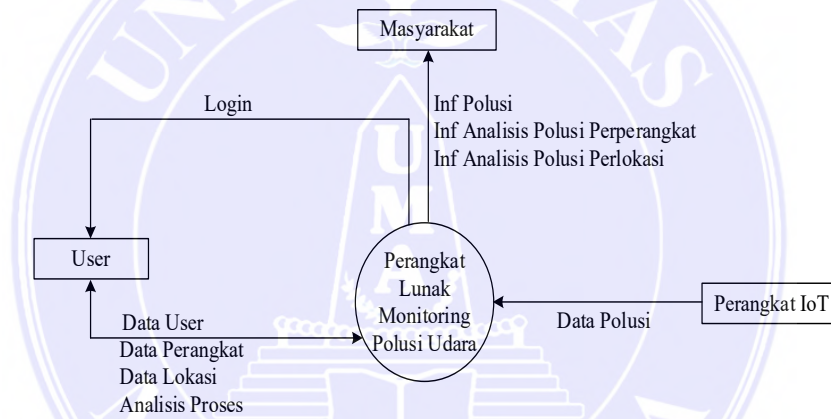 Masyarakat
Login
Inf Polusi
Inf Analisis Polusi Perperangkat
Inf Analisis Polusi Perlokasi
User
Perangkat
Lunak
Monitoring
Polusi Udara
Perangkat IoT
Data Polusi
Data User
Data Perangkat
Data Lokasi
Analisis Proses
UMA